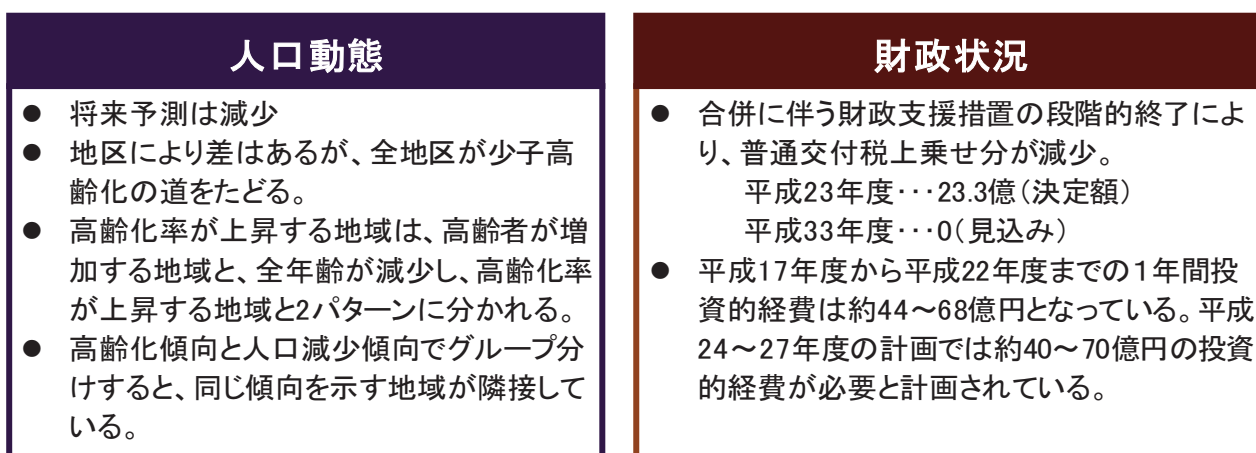 人口動態
● 将来予測は減少
● 地区により差はあるが、全地区が少子高
齢化の道をたどる。
● 高齢化率が上昇する地域は、高齢者が増
加する地域と、全年齢が減少し、高齢化率
が上昇する地域と2パターンに分かれる。
● 高齢化傾向と人口減少傾向でグループ分
けすると、同じ傾向を示す地域が隣接して
いる。
財政状況
● 合併に伴う財政支援措置の段階的終了によ
り、普通交付税上乗せ分が減少。
平成23年度・・・23.3億（決定額）
平成33年度・・・0（見込み）
● 平成17年度から平成22年度までの１年間投
資的経費は約44～68億円となっている。平成
24～27年度の計画では約40～70億円の投資
的経費が必要と計画されている。